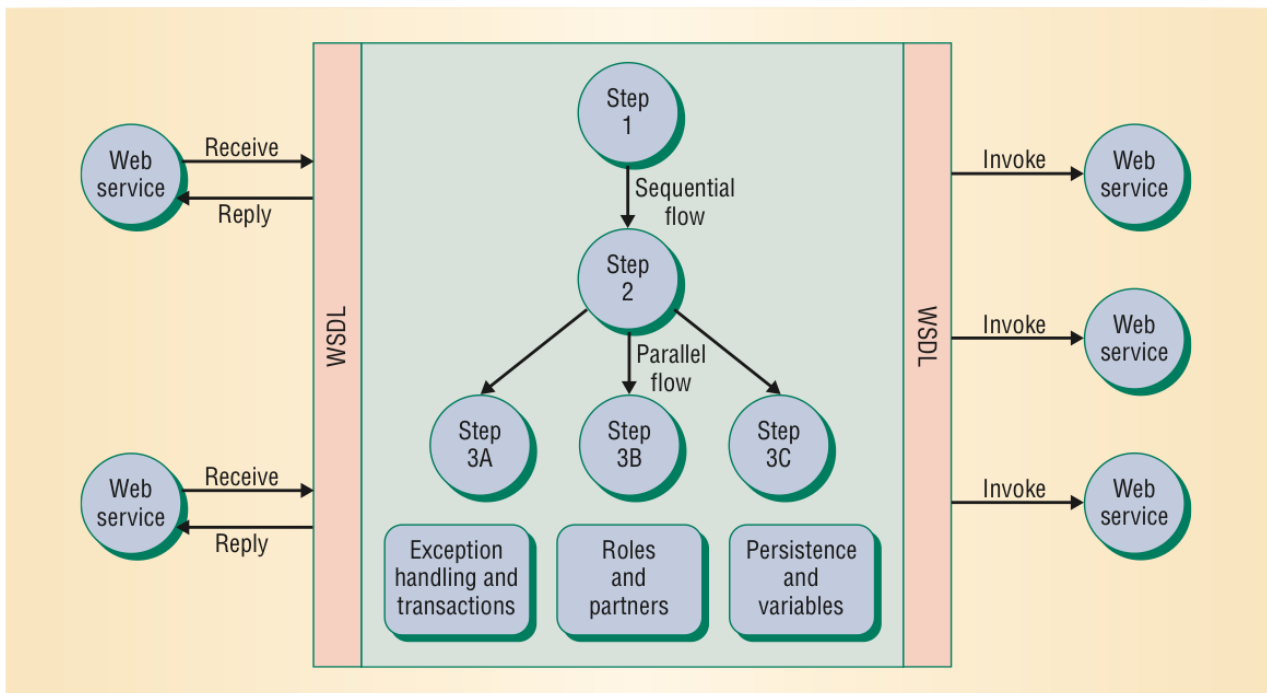 Web
service
Receive
Reply
Web
service
Receive
Reply
WSDL
Step
1
Sequential
flow
Step
2
Parallel
flow
Step
3A
Step
3B
Step
3C
Exception
handling and
transactions
Roles
and
partners
Persistence
and
variables
WSDL
Invoke
Web
service
Invoke
Web
service
Invoke
Web
service